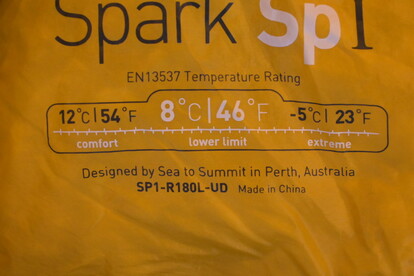 Spark Sp I
EN13537 Temperature Rating
12°C|54°F 8°C|46°F -5°C|23°F
comfort lower limit extreme
Designed by Sea to Summit in Perth, Australia
SP1-R180L-UD Made in China